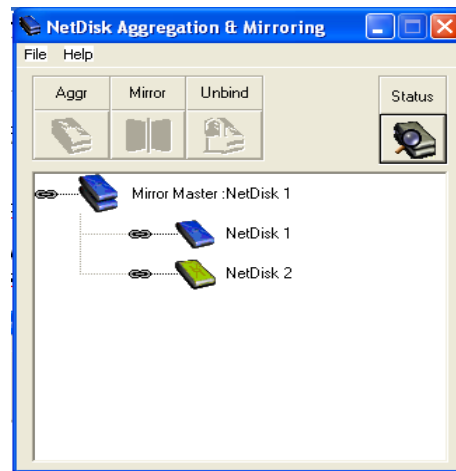 NetDisk Aggregation & Mirroring
File Help
Aggr Mirror Unbind Status
Mirror Master :NetDisk 1
NetDisk 1
NetDisk 2